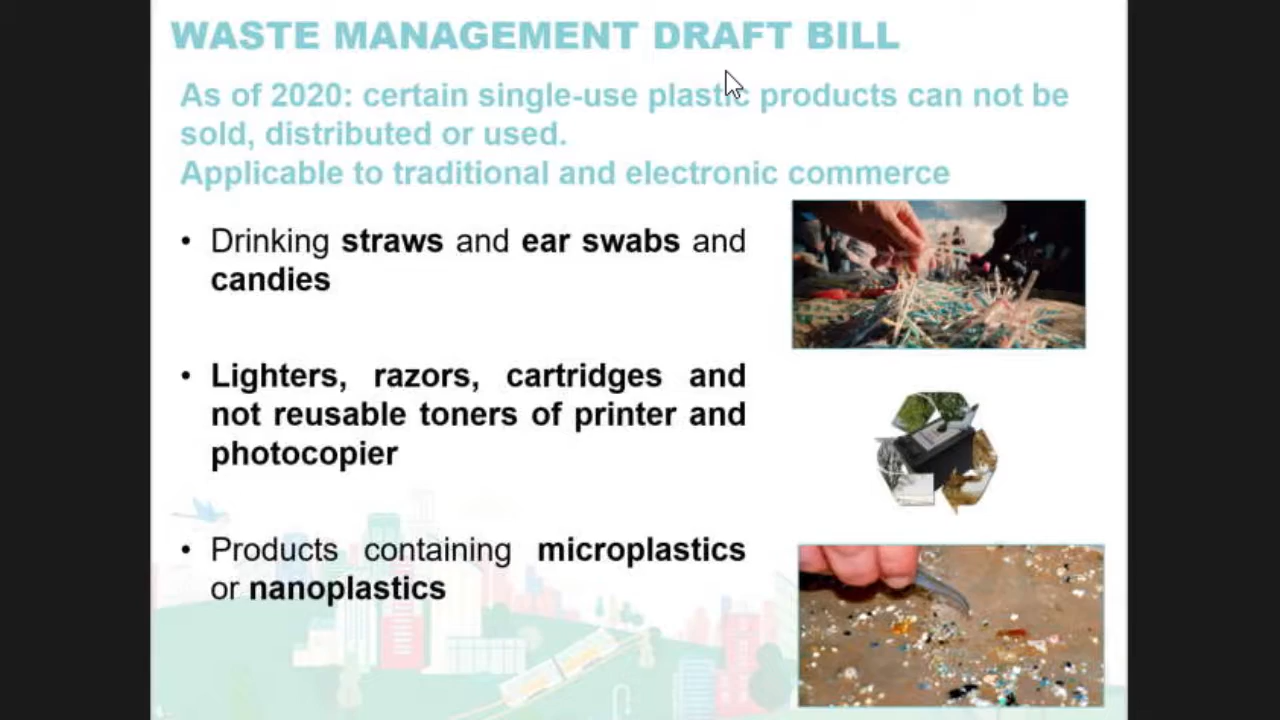 WASTE MANAGEMENT DRAFT BILL
As of 2020: certain single-use plastic products can not be
sold, distributed or used.
Applicable to traditional and electronic commerce
• Drinking straws and ear swabs and
candies
• Lighters, razors, cartridges and
not reusable toners of printer and
photocopier
• Products containing microplastics
or nanoplastics